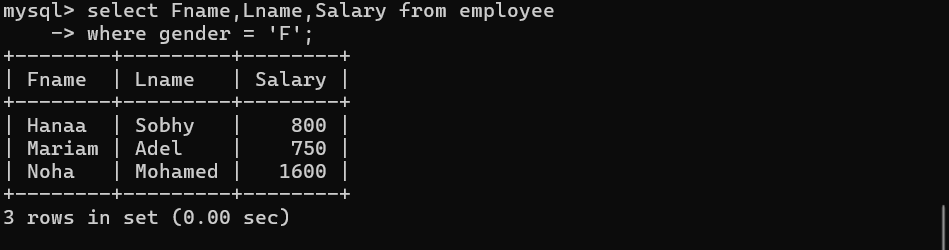 mysql> select Fname,Lname,Salary from employee
    -> where gender = 'F';
+--------+---------+--------+
| Fname  | Lname   | Salary |
+--------+---------+--------+
| Hanaa  | Sobhy   |    800 |
| Mariam | Adel    |    750 |
| Noha   | Mohamed |   1600 |
+--------+---------+--------+
3 rows in set (0.00 sec)